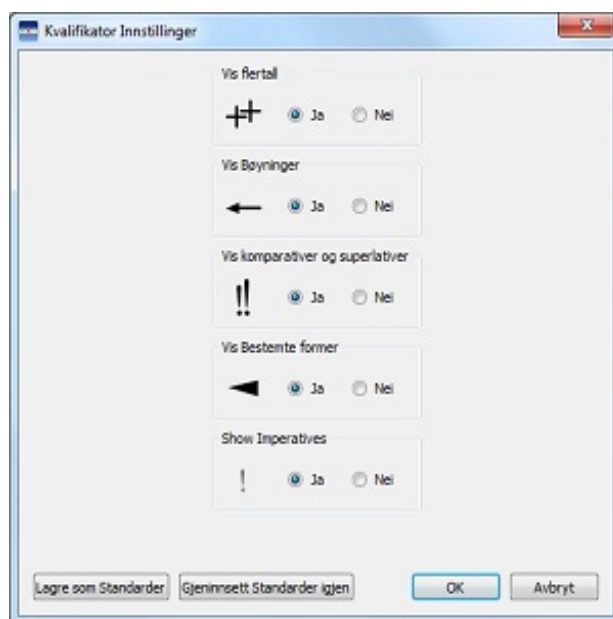 Kvalifikator Innstillinger
Vis flertall
Ja Nei
Vis Bøyninger
Ja Nei
Vis komparativer og superlativer
!! Ja Nei
Vis Bestemte former
Ja Nei
Show Imperatives
! Ja Nei
Lagre som Standarder Gjeninnsett Standarder igjen OK Avbryt